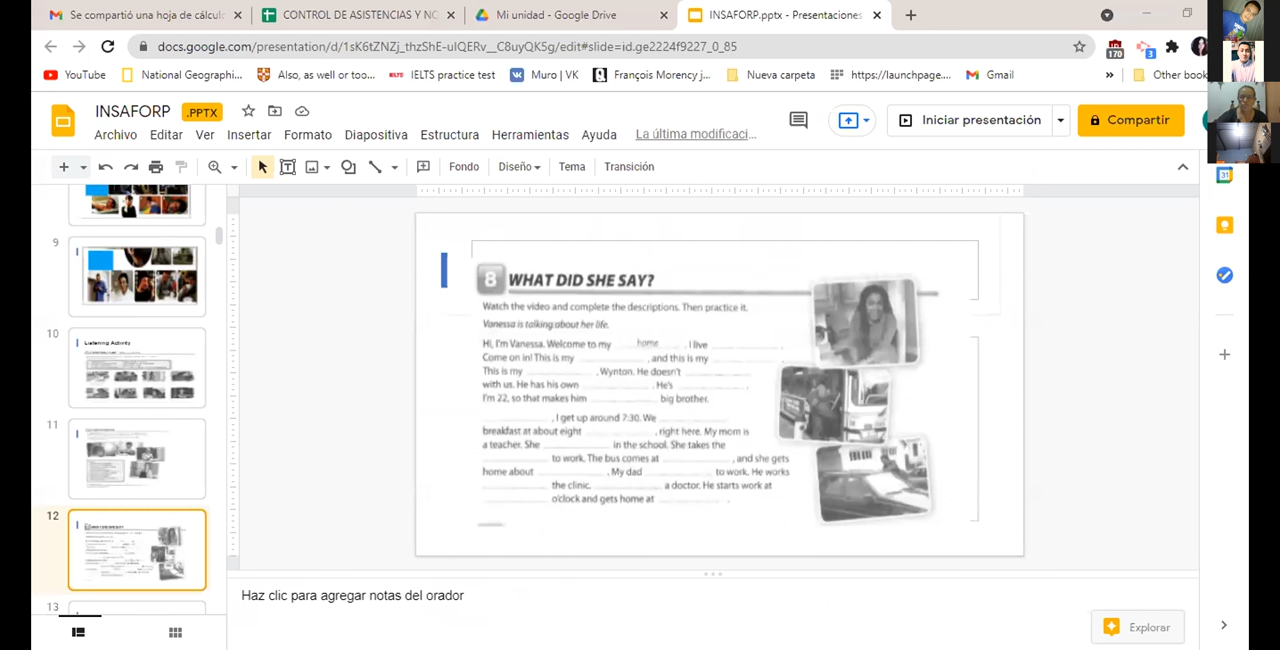 Se compartió una hoja de cálcul
CONTROL DE ASISTENCIAS Y NO
Mi unidad - Google Drive
INSAFORP.pptx - Presentaciones
docs.google.com/presentation/d/1sK6tZNZj_thzShE-uIQERv__C8uyQK5g/edit#slide=id.ge2224f9227_0_85
170
3
YouTube
National Geographi...
Also, as well or too...
IELTS practice test
Muro | VK
François Morency j...
Nueva carpeta
https://launchpage....
Gmail
Other book
INSAFORP .PPTX
Iniciar presentación
Compartir
Archivo Editar Ver Insertar Formato Diapositiva Estructura Herramientas Ayuda La última modificaci...
Fondo Diseño Tema Transición
31
9
10
Listening Activity
11
12
13
8 WHAT DID SHE SAY?
Watch the video and complete the descriptions. Then practice it.
Vanessa is talking about her life.
Hi, I'm Vanessa. Welcome to my home . I live .
Come on in! This is my , and this is my .
This is my , Wynton. He doesn't
with us. He has his own . He's .
I'm 22, so that makes him big brother.
, I get up around 7:30. We
breakfast at about eight , right here. My mom is
a teacher. She in the school. She takes the
to work. The bus comes at , and she gets
home about . My dad to work. He works
the clinic. a doctor. He starts work at
o'clock and gets home at .
Haz clic para agregar notas del orador
Explorar